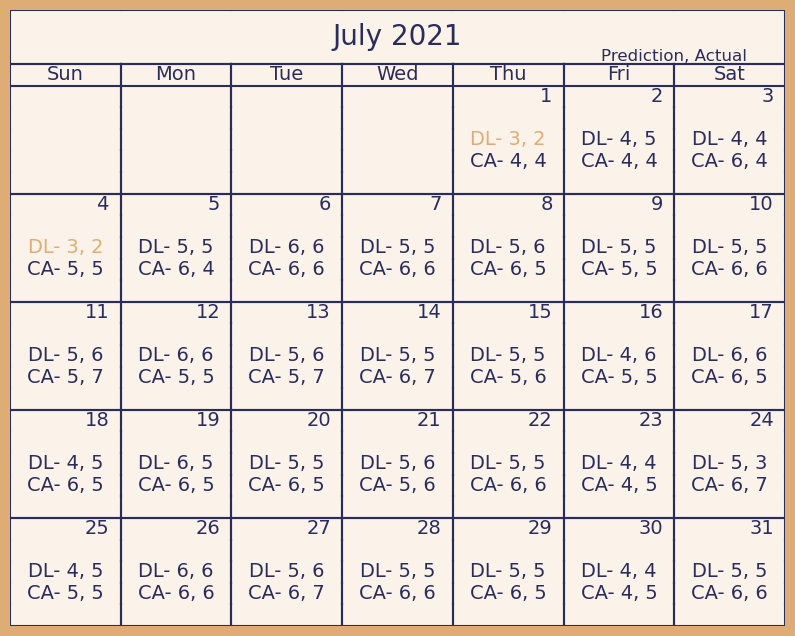 July 2021
Prediction, Actual
Sun Mon Tue Wed Thu Fri Sat
1 2 3
DL- 3, 2 DL- 4, 5 DL- 4, 4
CA- 4, 4 CA- 4, 4 CA- 6, 4
4 5 6 7 8 9 10
DL- 3, 2 DL- 5, 5 DL- 6, 6 DL- 5, 5 DL- 5, 6 DL- 5, 5 DL- 5, 5
CA- 5, 5 CA- 6, 4 CA- 6, 6 CA- 6, 6 CA- 6, 5 CA- 5, 5 CA- 6, 6
11 12 13 14 15 16 17
DL- 5, 6 DL- 6, 6 DL- 5, 6 DL- 5, 5 DL- 5, 5 DL- 4, 6 DL- 6, 6
CA- 5, 7 CA- 5, 5 CA- 5, 7 CA- 6, 7 CA- 5, 6 CA- 5, 5 CA- 6, 5
18 19 20 21 22 23 24
DL- 4, 5 DL- 6, 5 DL- 5, 5 DL- 5, 6 DL- 5, 5 DL- 4, 4 DL- 5, 3
CA- 6, 5 CA- 6, 5 CA- 6, 5 CA- 5, 6 CA- 6, 6 CA- 4, 5 CA- 6, 7
25 26 27 28 29 30 31
DL- 4, 5 DL- 6, 6 DL- 5, 6 DL- 5, 5 DL- 5, 5 DL- 4, 4 DL- 5, 5
CA- 5, 5 CA- 6, 6 CA- 6, 7 CA- 6, 6 CA- 6, 5 CA- 4, 5 CA- 6, 6